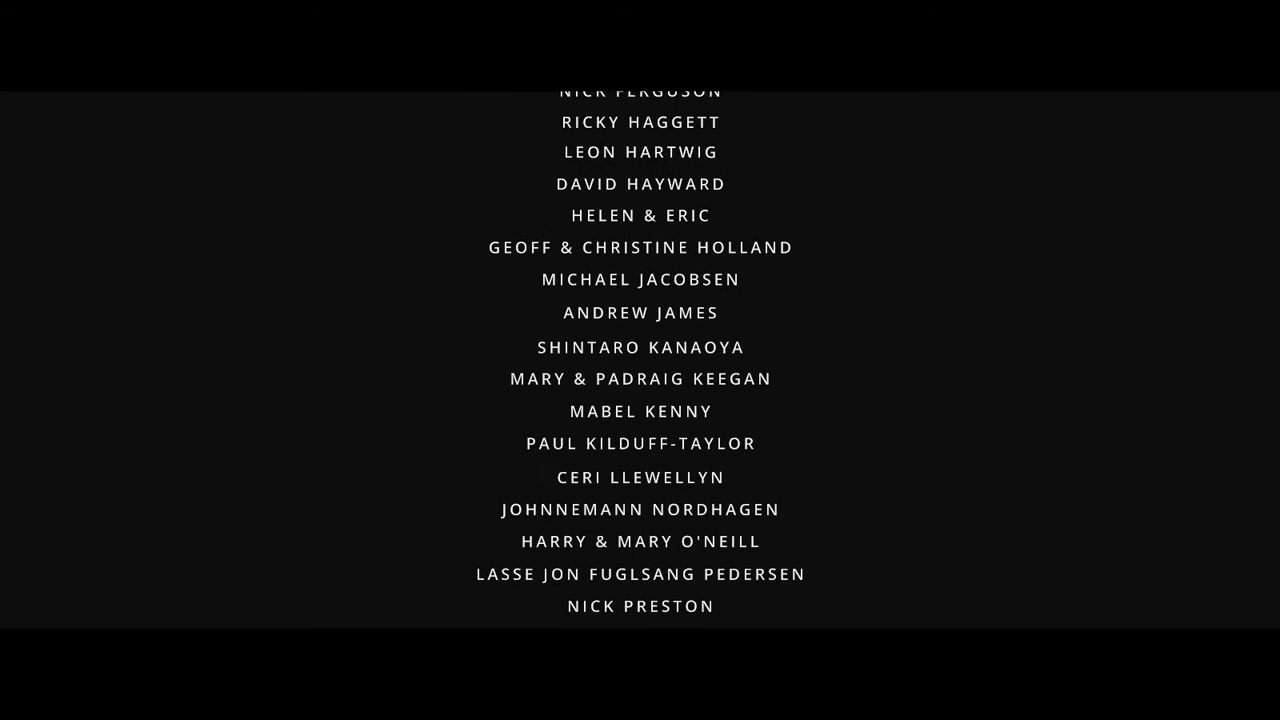 NICK FERGUSON
RICKY HAGGETT
LEON HARTWIG
DAVID HAYWARD
HELEN & ERIC
GEOFF & CHRISTINE HOLLAND
MICHAEL JACOBSEN
ANDREW JAMES
SHINTARO KANAOYA
MARY & PADRAIG KEEGAN
MABEL KENNY
PAUL KILDUFF-TAYLOR
CERI LLEWELLYN
JOHNNEMANN NORDHAGEN
HARRY & MARY O'NEILL
LASSE JON FUGLSANG PEDERSEN
NICK PRESTON